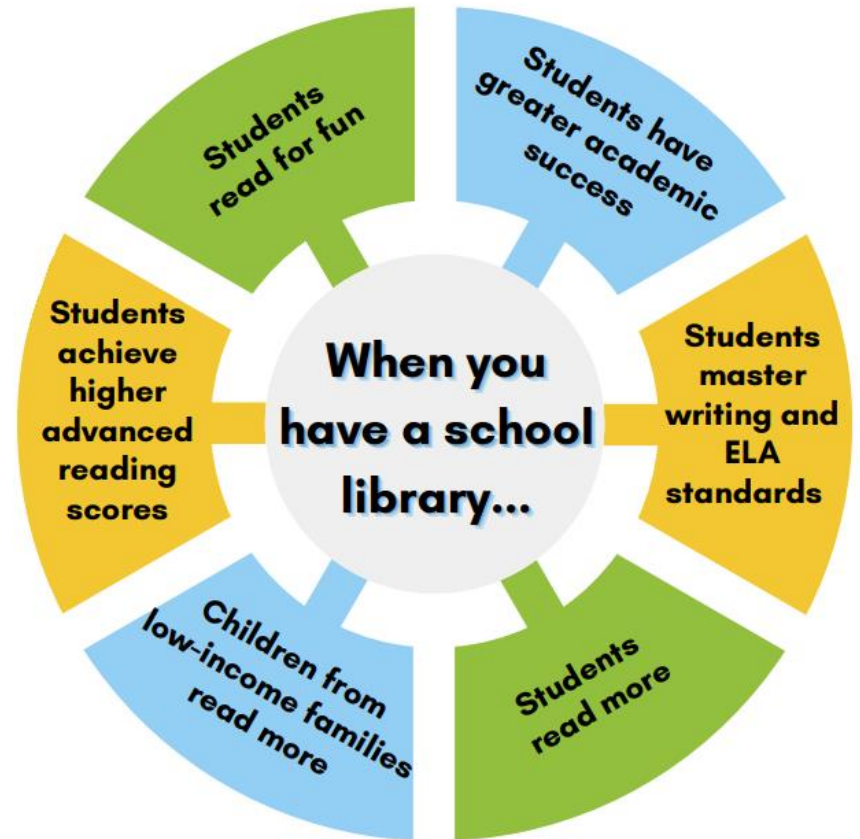 When you
have a school
library...
Students have
greater academic
success
Students
master
writing and
ELA
standards
Students
read more
Children from
low-income families
read more
Students
achieve
higher
advanced
reading
scores
Students
read for fun